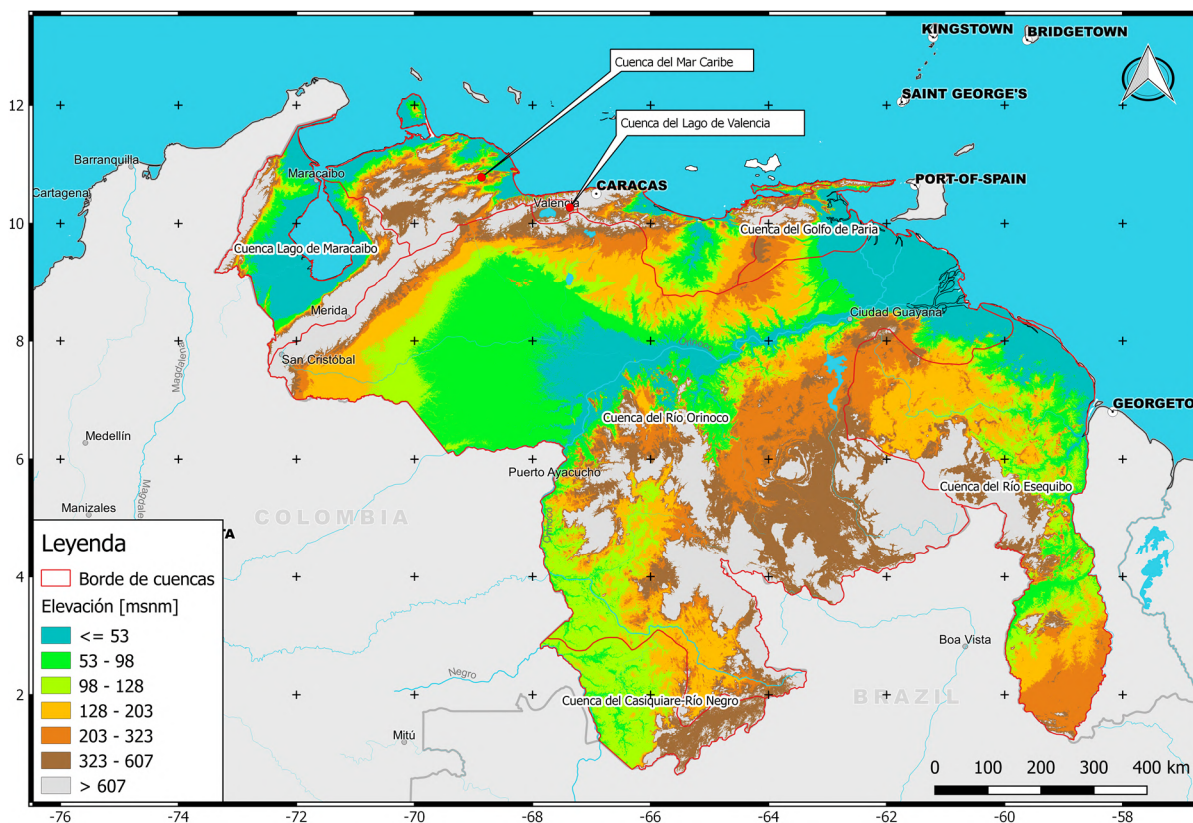 KINGSTOWN
BRIDGETOWN
Cuenca del Mar Caribe
SAINT GEORGE'S
Cuenca del Lago de Valencia
12
Barranquilla
Maracaibo
Cartagena
CARACAS
PORT-OF-SPAIN
Valencia
10
Cuenca del Golfo de Paria
Cuenca Lago de Maracaibo
Merida
Ciudad Guayana
8
San Cristóbal
Orinoco
Magdalena
GEORGETO
Cuenca del Río Orinoco
Medellín
6
Puerto Ayacucho
Cuenca del Río Esequibo
Manizales
Magdale
COLOMBIA
Orinoco
TA
4
Boa Vista
Negro
2
Cuenca del Casiquiare-Río Negro
BRAZIL
Mitú
Leyenda
Borde de cuencas
Elevación [msnm]
<= 53
53 - 98
98 - 128
128 - 203
203 - 323
323 - 607
> 607
0 100 200 300 400 km
-76 -74 -72 -70 -68 -66 -64 -62 -60 -58